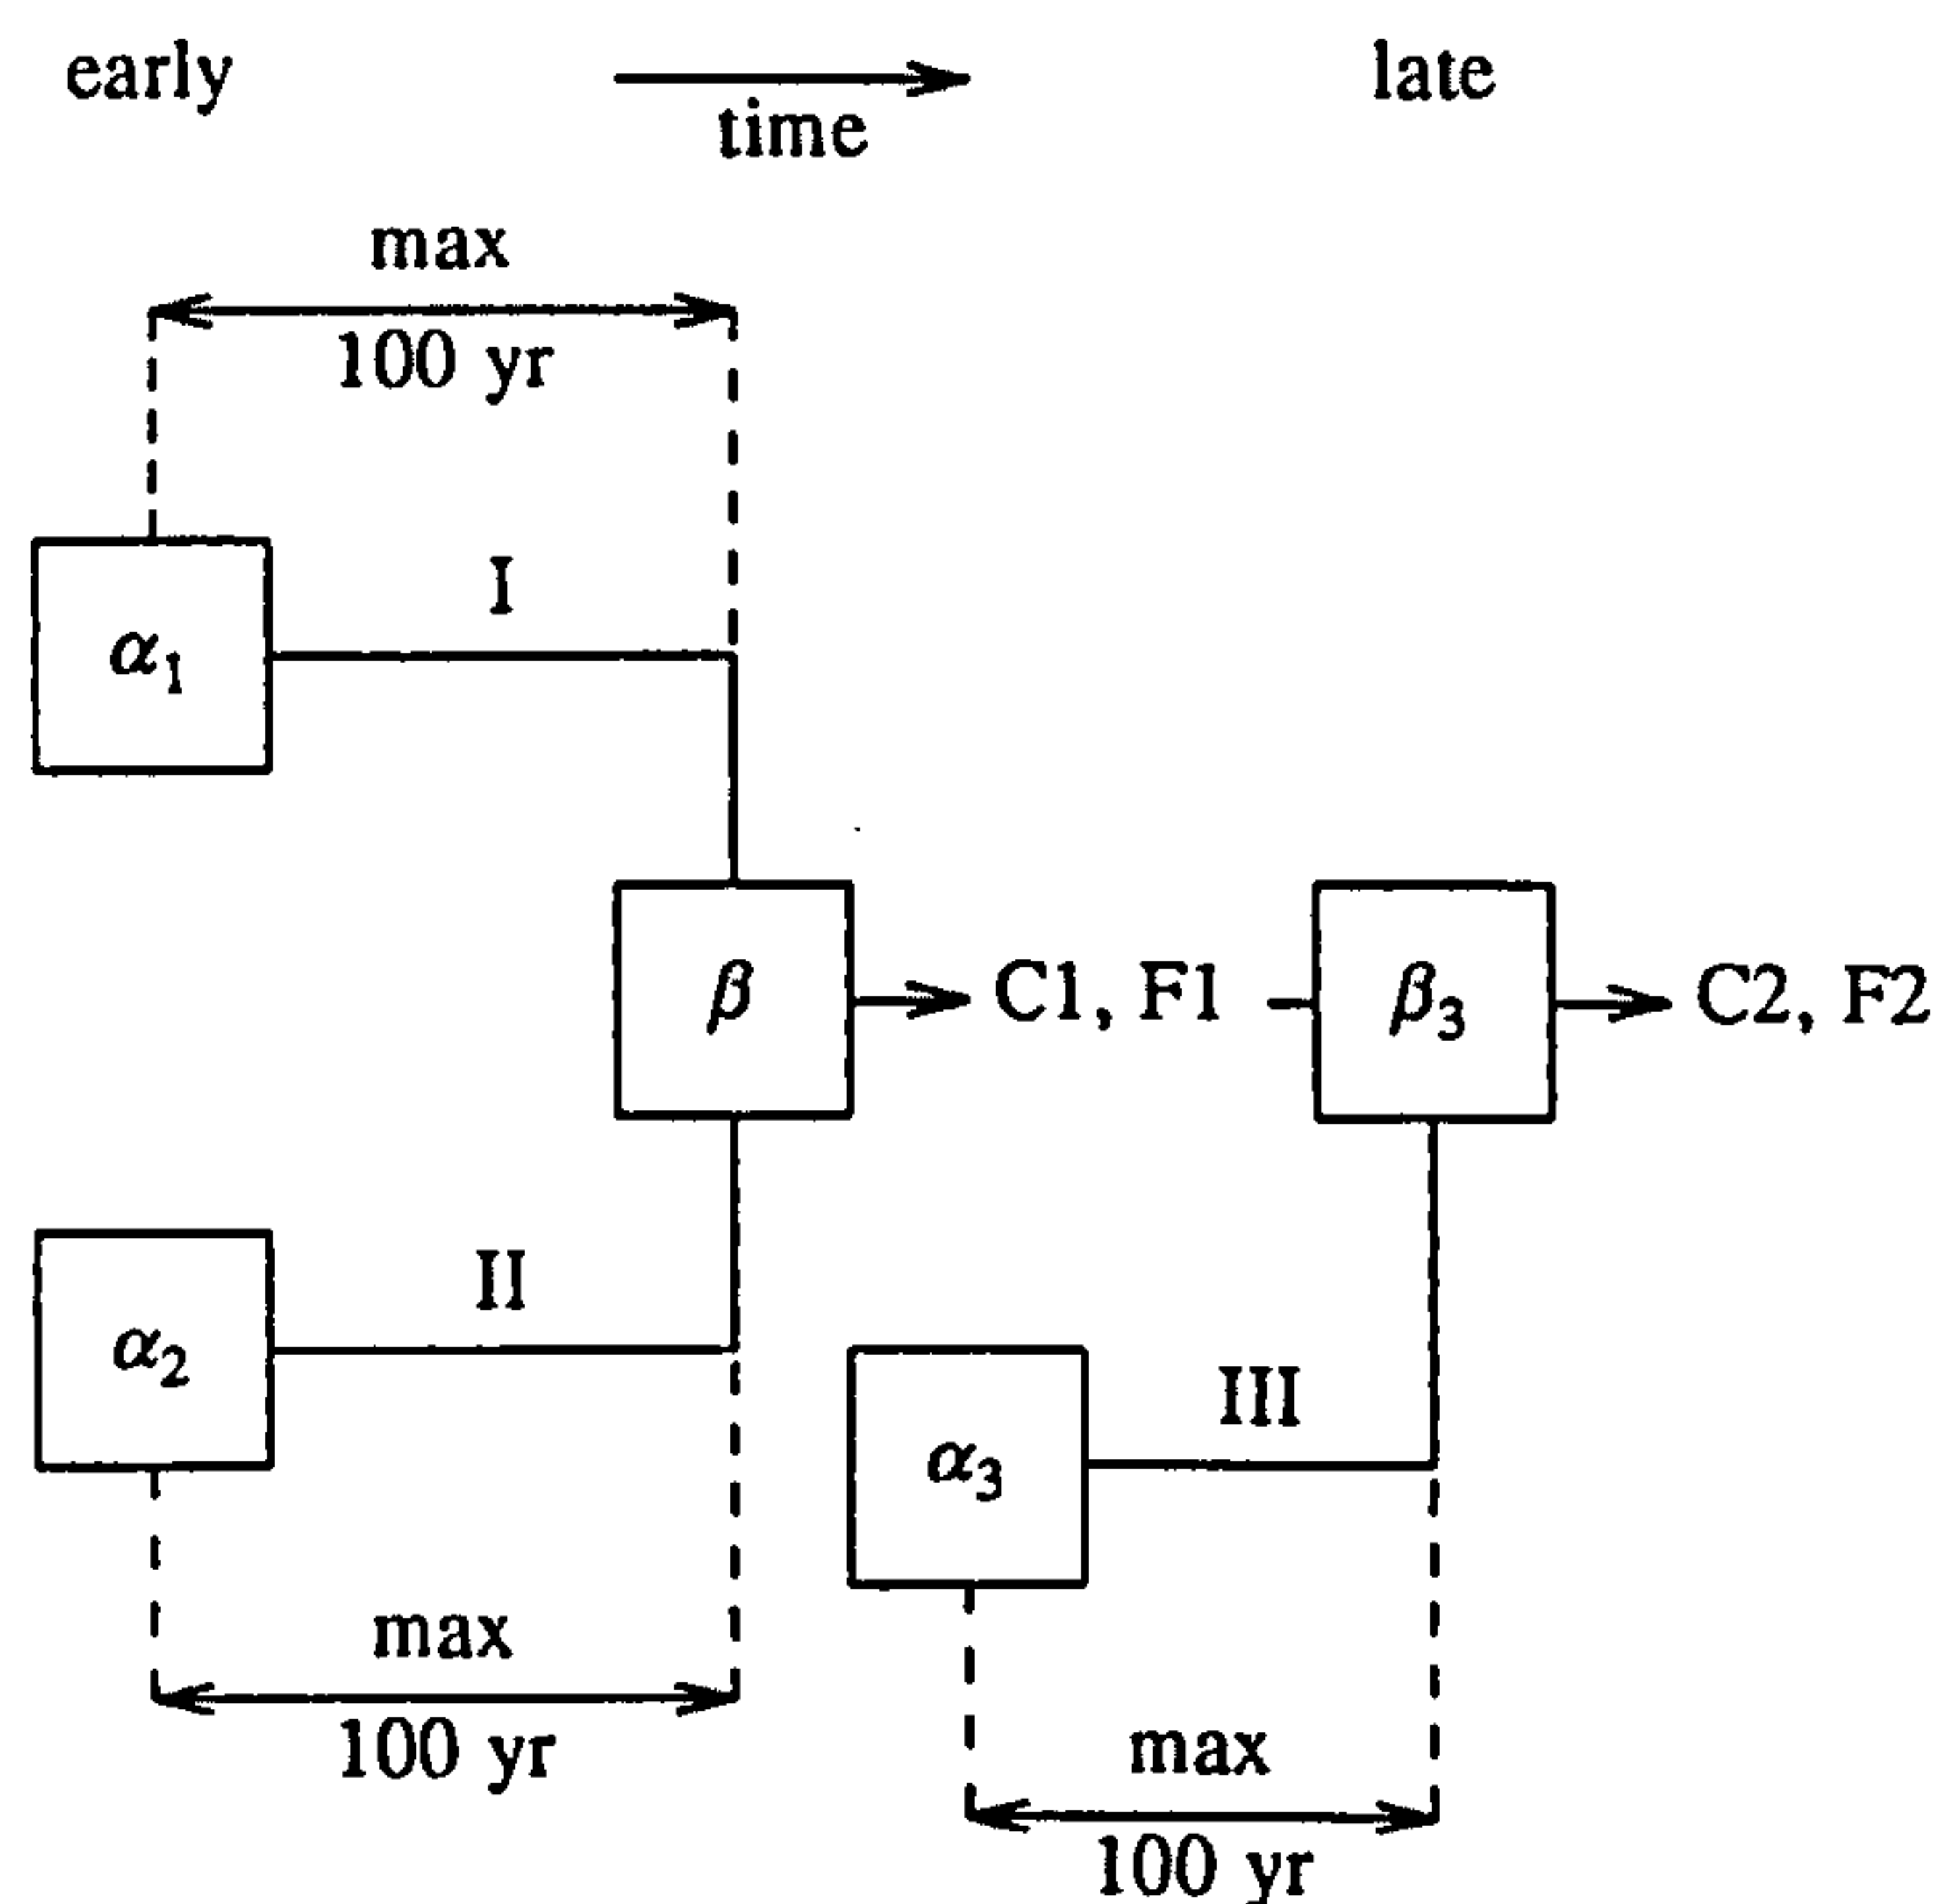 early late
time
max
100 yr
I
α₁
β C1, F1 β₃ C2, F2
II
α₂
III
α₃
max
100 yr
max
100 yr